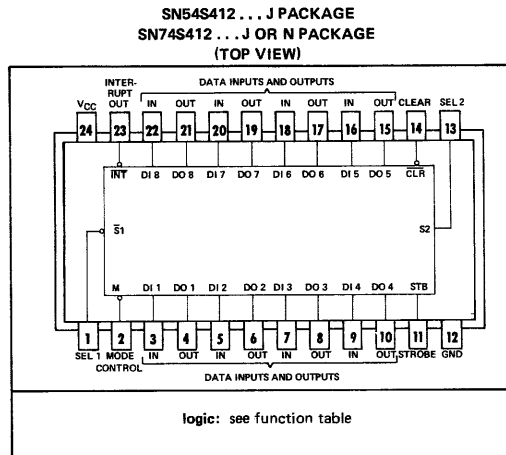 SN54S412 . . . J PACKAGE
SN74S412 . . . J OR N PACKAGE
(TOP VIEW)
INTER-
RUPT
DATA INPUTS AND OUTPUTS
VCC OUT IN OUT IN OUT IN OUT IN OUT CLEAR SEL 2
24 23 22 21 20 19 18 17 16 15 14 13
INT DI 8 DO 8 DI 7 DO 7 DI 6 DO 6 DI 5 DO 5 CLR
S1 S2
M DI 1 DO 1 DI 2 DO 2 DI 3 DO 3 DI 4 DO 4 STB
1 2 3 4 5 6 7 8 9 10 11 12
SEL 1 MODE IN OUT IN OUT IN OUT IN OUT STROBE GND
CONTROL
DATA INPUTS AND OUTPUTS
logic: see function table